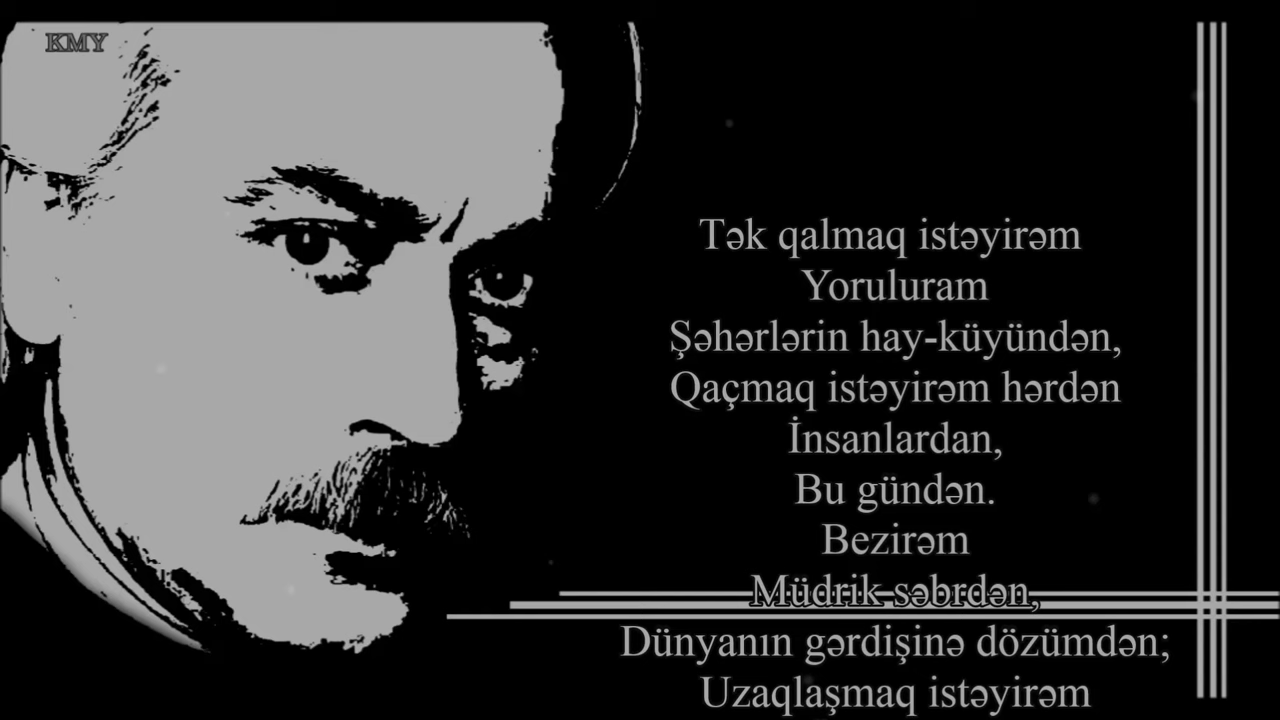 KMY
Tək qalmaq istəyirəm
Yoruluram
Şəhərlərin hay-küyündən,
Qaçmaq istəyirəm hərdən
İnsanlardan,
Bu gündən.
Bezirəm
Müdrik səbrdən,
Dünyanın gərdişinə dözümdən;
Uzaqlaşmaq istəyirəm